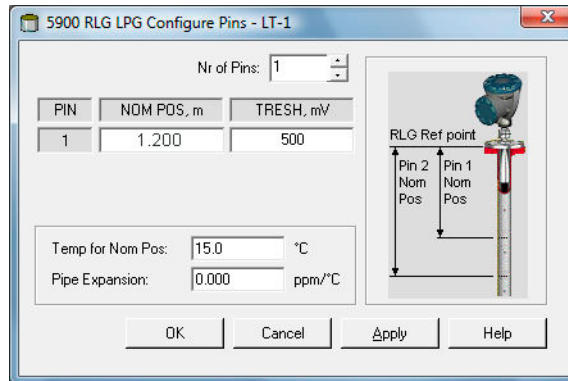 5900 RLG LPG Configure Pins - LT-1
Nr of Pins: 1
PIN NOM POS, m TRESH, mV
1 1.200 500
RLG Ref point
Pin 2 Pin 1
Nom Nom
Pos Pos
Temp for Nom Pos: 15.0 °C
Pipe Expansion: 0.000 ppm/°C
OK Cancel Apply Help